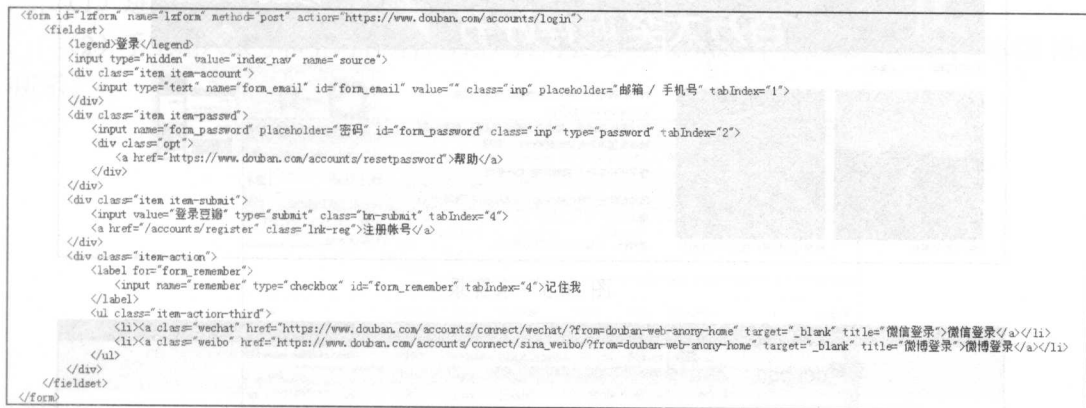 <form id="lzform" name="lzform" method="post" action="https://www.douban.com/accounts/login">
<fieldset>
<legend>登录</legend>
<input type="hidden" value="index_nav" name="source">
<div class="item item-account">
<input type="text" name="form_email" id="form_email" value="" class="inp" placeholder="邮箱 / 手机号" tabIndex="1">
</div>
<div class="item item-passwd">
<input name="form_password" placeholder="密码" id="form_password" class="inp" type="password" tabIndex="2">
<div class="opt">
<a href="https://www.douban.com/accounts/resetpassword">帮助</a>
</div>
</div>
<div class="item item-submit">
<input value="登录豆瓣" type="submit" class="bn-submit" tabIndex="4">
<a href="/accounts/register" class="lnk-reg">注册帐号</a>
</div>
<div class="item-action">
<label for="form_remember">
<input name="remember" type="checkbox" id="form_remember" tabIndex="4">记住我
</label>
<ul class="item-action-third">
<li><a class="wechat" href="https://www.douban.com/accounts/connect/wechat/?from=douban-web-anony-home" target="_blank" title="微信登录">微信登录</a></li>
<li><a class="weibo" href="https://www.douban.com/accounts/connect/sina_weibo/?from=douban-web-anony-home" target="_blank" title="微博登录">微博登录</a></li>
</ul>
</div>
</fieldset>
</form>